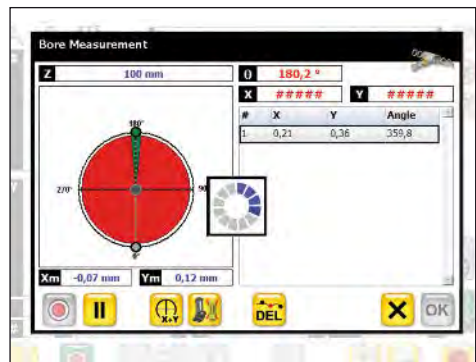 Bore Measurement
Z 100 mm
θ 180,2 °
X ##### Y #####
# X Y Angle
1 0,21 0,36 359,8
180°
270° 90
0°
Xm -0,07 mm Ym 0,12 mm
X+Y DEL OK